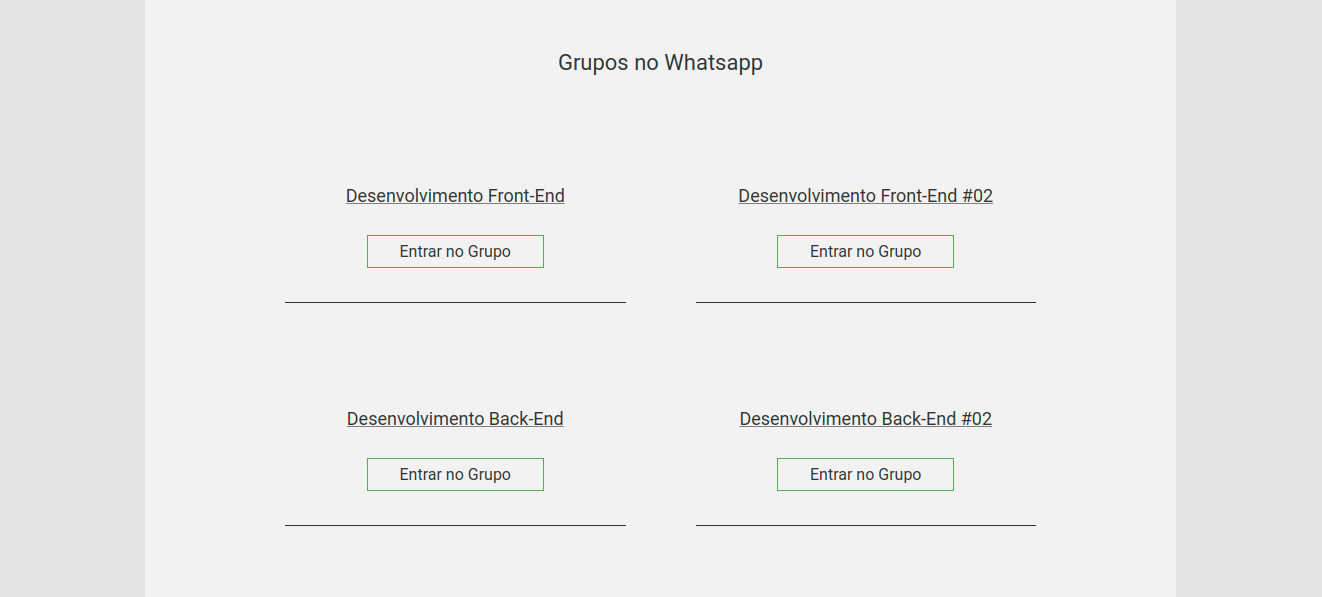 Grupos no Whatsapp
Desenvolvimento Front-End
Entrar no Grupo
Desenvolvimento Front-End #02
Entrar no Grupo
Desenvolvimento Back-End
Entrar no Grupo
Desenvolvimento Back-End #02
Entrar no Grupo